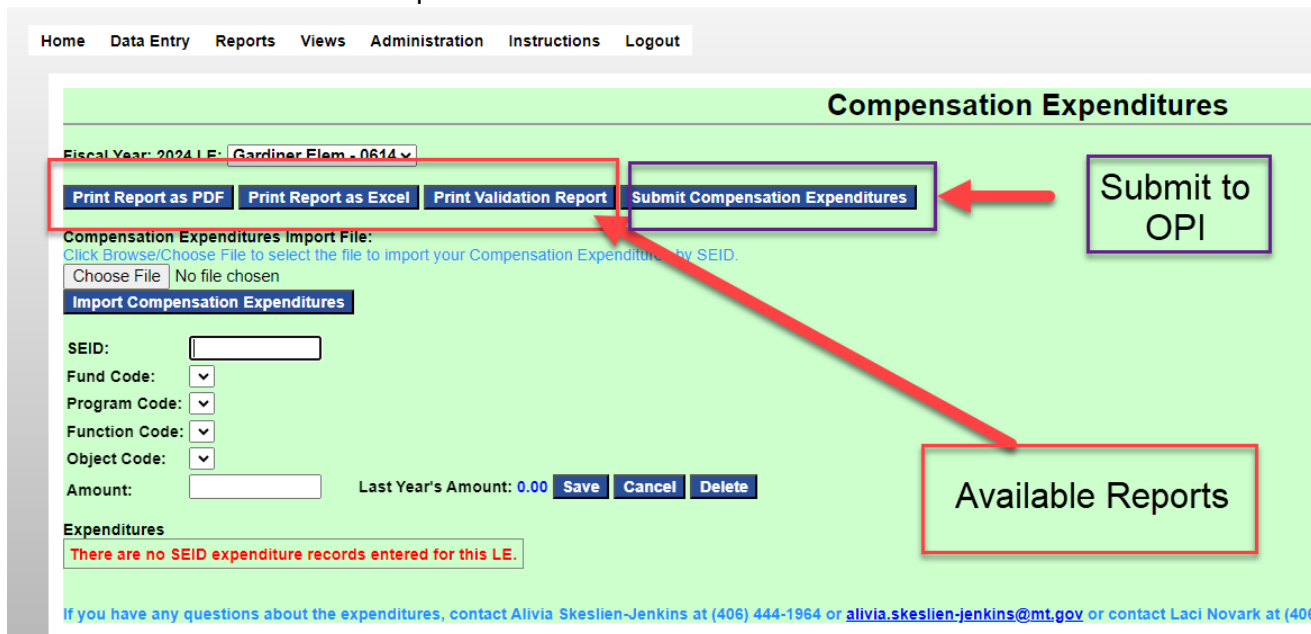 Home Data Entry Reports Views Administration Instructions Logout
Compensation Expenditures
Fiscal Year: 2024 LE: Gardiner Elem - 0614
Print Report as PDF Print Report as Excel Print Validation Report Submit Compensation Expenditures
Submit to
OPI
Compensation Expenditures Import File:
Click Browse/Choose File to select the file to import your Compensation Expenditures by SEID.
Choose File No file chosen
Import Compensation Expenditures
SEID:
Fund Code:
Program Code:
Function Code:
Object Code:
Amount: Last Year's Amount: 0.00 Save Cancel Delete
Available Reports
Expenditures
There are no SEID expenditure records entered for this LE.
If you have any questions about the expenditures, contact Alivia Skeslien-Jenkins at (406) 444-1964 or alivia.skeslien-jenkins@mt.gov or contact Laci Novark at (406